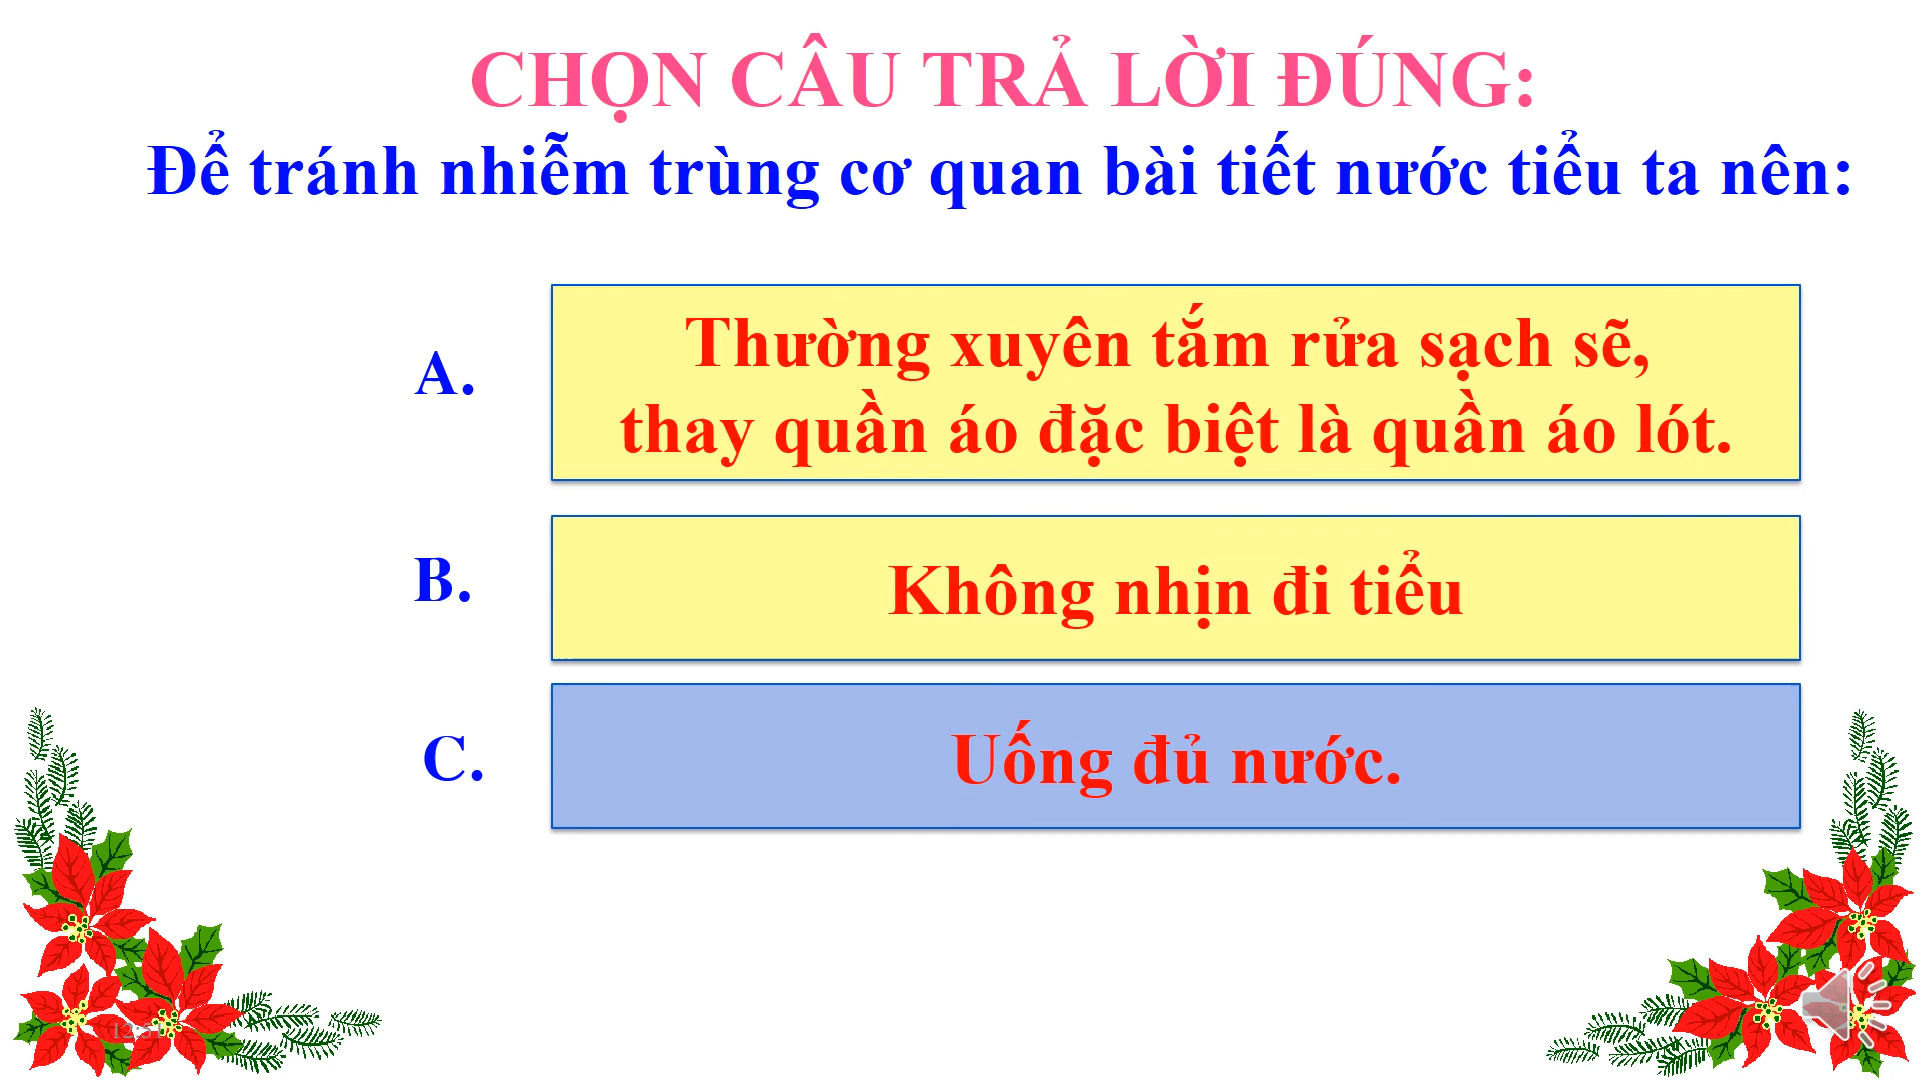 CHỌN CÂU TRẢ LỜI ĐÚNG:
Để tránh nhiễm trùng cơ quan bài tiết nước tiểu ta nên:
A.
Thường xuyên tắm rửa sạch sẽ,
thay quần áo đặc biệt là quần áo lót.
B.
Không nhịn đi tiểu
C.
Uống đủ nước.